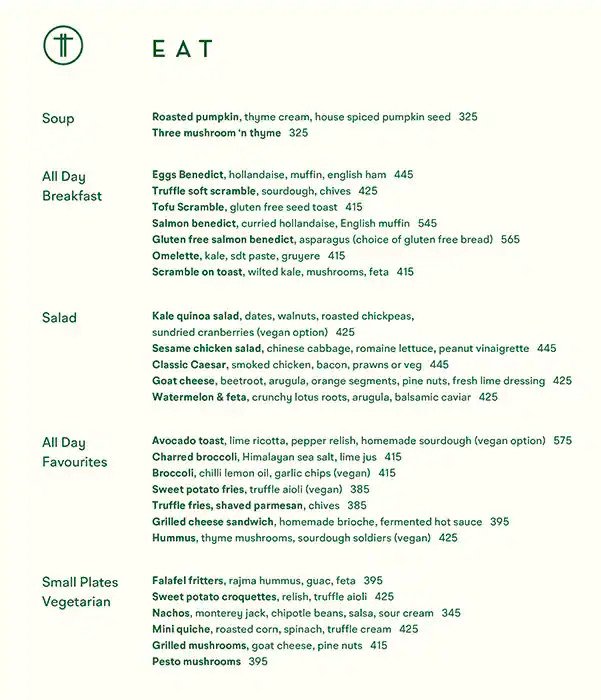 EAT
Soup
Roasted pumpkin, thyme cream, house spiced pumpkin seed 325
Three mushroom 'n thyme 325
All Day
Breakfast
Eggs Benedict, hollandaise, muffin, english ham 445
Truffle soft scramble, sourdough, chives 425
Tofu Scramble, gluten free seed toast 415
Salmon benedict, curried hollandaise, English muffin 545
Gluten free salmon benedict, asparagus (choice of gluten free bread) 565
Omelette, kale, sdt paste, gruyere 415
Scramble on toast, wilted kale, mushrooms, feta 415
Salad
Kale quinoa salad, dates, walnuts, roasted chickpeas,
sundried cranberries (vegan option) 425
Sesame chicken salad, chinese cabbage, romaine lettuce, peanut vinaigrette 445
Classic Caesar, smoked chicken, bacon, prawns or veg 445
Goat cheese, beetroot, arugula, orange segments, pine nuts, fresh lime dressing 425
Watermelon & feta, crunchy lotus roots, arugula, balsamic caviar 425
All Day
Favourites
Avocado toast, lime ricotta, pepper relish, homemade sourdough (vegan option) 575
Charred broccoli, Himalayan sea salt, lime jus 415
Broccoli, chilli lemon oil, garlic chips (vegan) 415
Sweet potato fries, truffle aioli (vegan) 385
Truffle fries, shaved parmesan, chives 385
Grilled cheese sandwich, homemade brioche, fermented hot sauce 395
Hummus, thyme mushrooms, sourdough soldiers (vegan) 425
Small Plates
Vegetarian
Falafel fritters, rajma hummus, guac, feta 395
Sweet potato croquettes, relish, truffle aioli 425
Nachos, monterey jack, chipotle beans, salsa, sour cream 345
Mini quiche, roasted corn, spinach, truffle cream 425
Grilled mushrooms, goat cheese, pine nuts 415
Pesto mushrooms 395